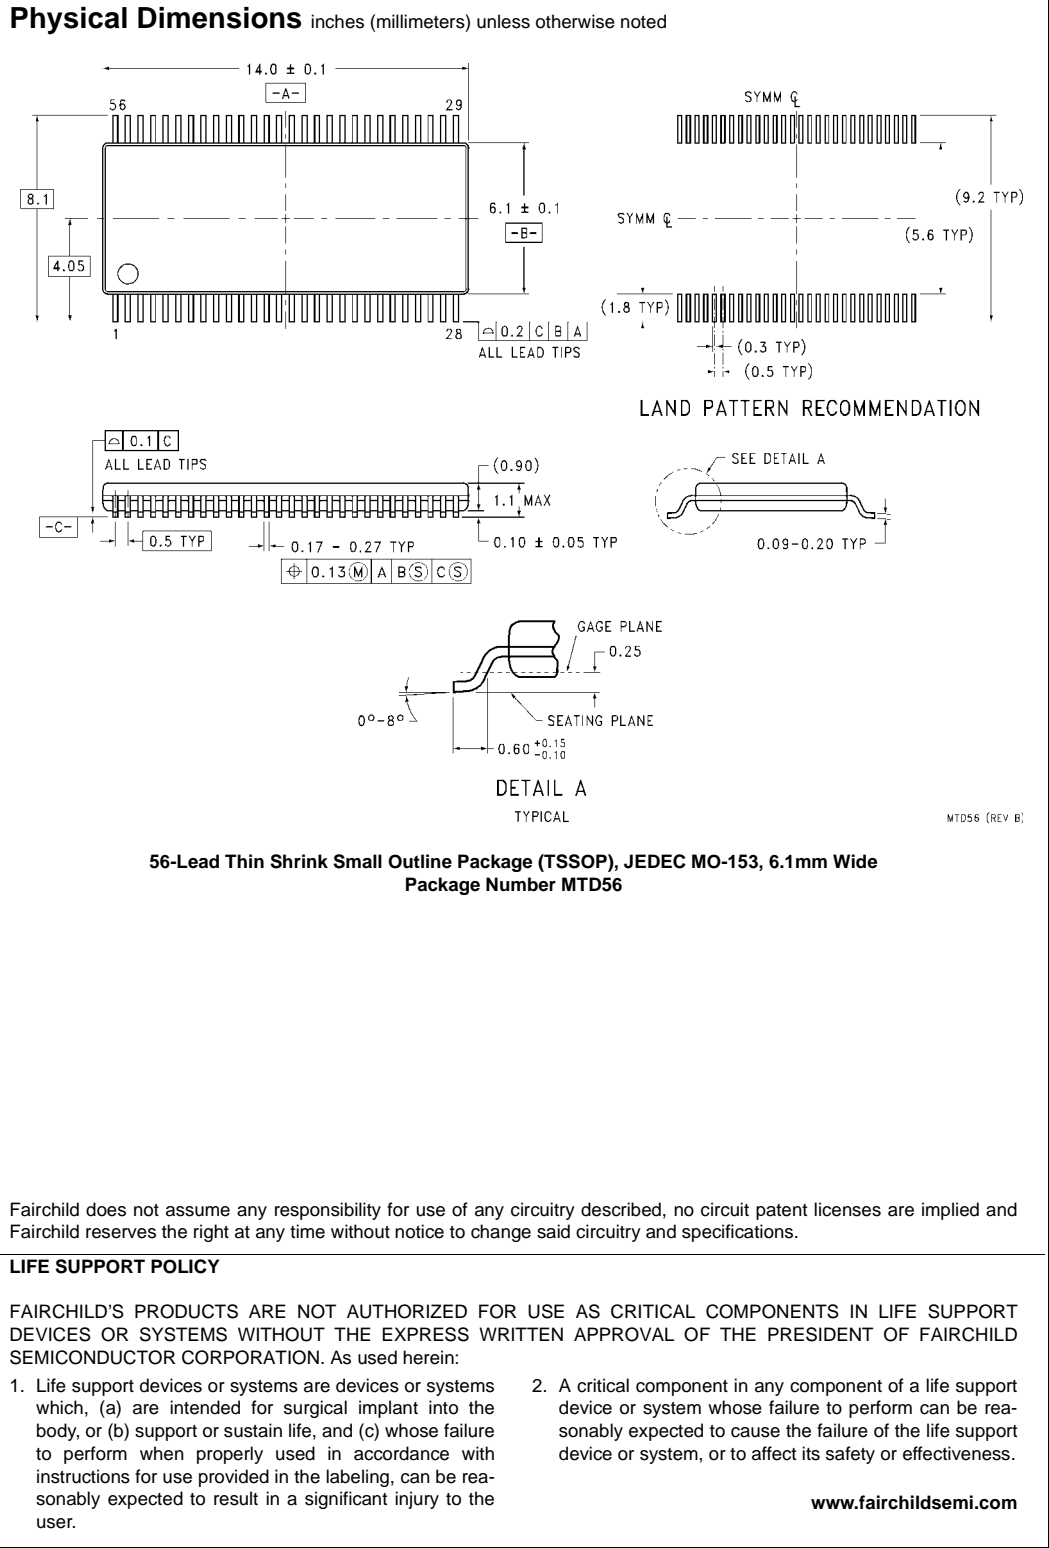 Physical Dimensions inches (millimeters) unless otherwise noted
14.0 ± 0.1
-A-
56
29
8.1
4.05
6.1 ± 0.1
-B-
1
28
⌓ 0.2 C B A
ALL LEAD TIPS
SYMM ℄
SYMM ℄
(9.2 TYP)
(5.6 TYP)
(1.8 TYP)
(0.3 TYP)
(0.5 TYP)
LAND PATTERN RECOMMENDATION
⌓ 0.1 C
ALL LEAD TIPS
(0.90)
1.1 MAX
-C-
0.5 TYP
0.17 – 0.27 TYP
0.10 ± 0.05 TYP
⌖ 0.13 Ⓜ A B Ⓢ C Ⓢ
SEE DETAIL A
0.09–0.20 TYP
GAGE PLANE
0.25
0°–8°
SEATING PLANE
0.60 +0.15 −0.10
DETAIL A
TYPICAL
MTD56 (REV B)
56-Lead Thin Shrink Small Outline Package (TSSOP), JEDEC MO-153, 6.1mm Wide
Package Number MTD56
Fairchild does not assume any responsibility for use of any circuitry described, no circuit patent licenses are implied and
Fairchild reserves the right at any time without notice to change said circuitry and specifications.
LIFE SUPPORT POLICY
FAIRCHILD'S PRODUCTS ARE NOT AUTHORIZED FOR USE AS CRITICAL COMPONENTS IN LIFE SUPPORT
DEVICES OR SYSTEMS WITHOUT THE EXPRESS WRITTEN APPROVAL OF THE PRESIDENT OF FAIRCHILD
SEMICONDUCTOR CORPORATION. As used herein:
1. Life support devices or systems are devices or systems
which, (a) are intended for surgical implant into the
body, or (b) support or sustain life, and (c) whose failure
to perform when properly used in accordance with
instructions for use provided in the labeling, can be rea-
sonably expected to result in a significant injury to the
user.
2. A critical component in any component of a life support
device or system whose failure to perform can be rea-
sonably expected to cause the failure of the life support
device or system, or to affect its safety or effectiveness.
www.fairchildsemi.com